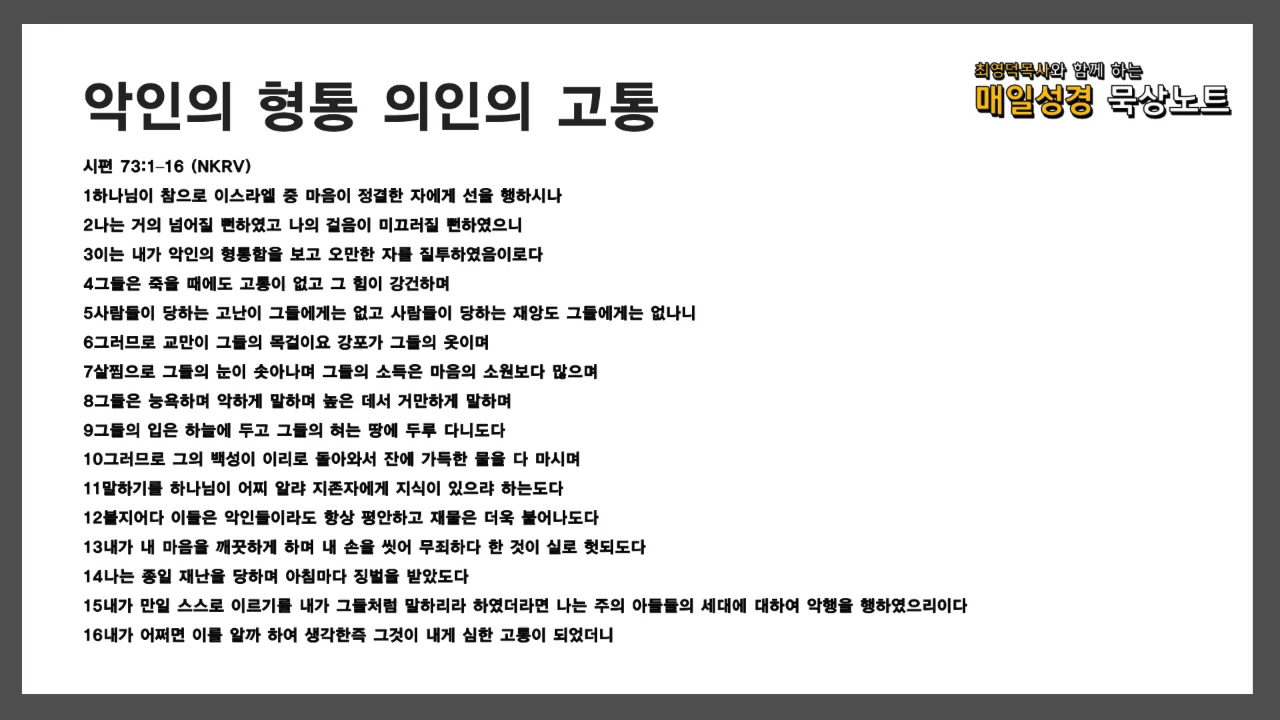 악인의 형통 의인의 고통
최영덕목사와 함께 하는
매일성경 묵상노트
시편 73:1–16 (NKRV)
1하나님이 참으로 이스라엘 중 마음이 정결한 자에게 선을 행하시나
2나는 거의 넘어질 뻔하였고 나의 걸음이 미끄러질 뻔하였으니
3이는 내가 악인의 형통함을 보고 오만한 자를 질투하였음이로다
4그들은 죽을 때에도 고통이 없고 그 힘이 강건하며
5사람들이 당하는 고난이 그들에게는 없고 사람들이 당하는 재앙도 그들에게는 없나니
6그러므로 교만이 그들의 목걸이요 강포가 그들의 옷이며
7살찜으로 그들의 눈이 솟아나며 그들의 소득은 마음의 소원보다 많으며
8그들은 능욕하며 악하게 말하며 높은 데서 거만하게 말하며
9그들의 입은 하늘에 두고 그들의 혀는 땅에 두루 다니도다
10그러므로 그의 백성이 이리로 돌아와서 잔에 가득한 물을 다 마시며
11말하기를 하나님이 어찌 알랴 지존자에게 지식이 있으랴 하는도다
12볼지어다 이들은 악인들이라도 항상 평안하고 재물은 더욱 불어나도다
13내가 내 마음을 깨끗하게 하며 내 손을 씻어 무죄하다 한 것이 실로 헛되도다
14나는 종일 재난을 당하며 아침마다 징벌을 받았도다
15내가 만일 스스로 이르기를 내가 그들처럼 말하리라 하였더라면 나는 주의 아들들의 세대에 대하여 악행을 행하였으리이다
16내가 어쩌면 이를 알까 하여 생각한즉 그것이 내게 심한 고통이 되었더니